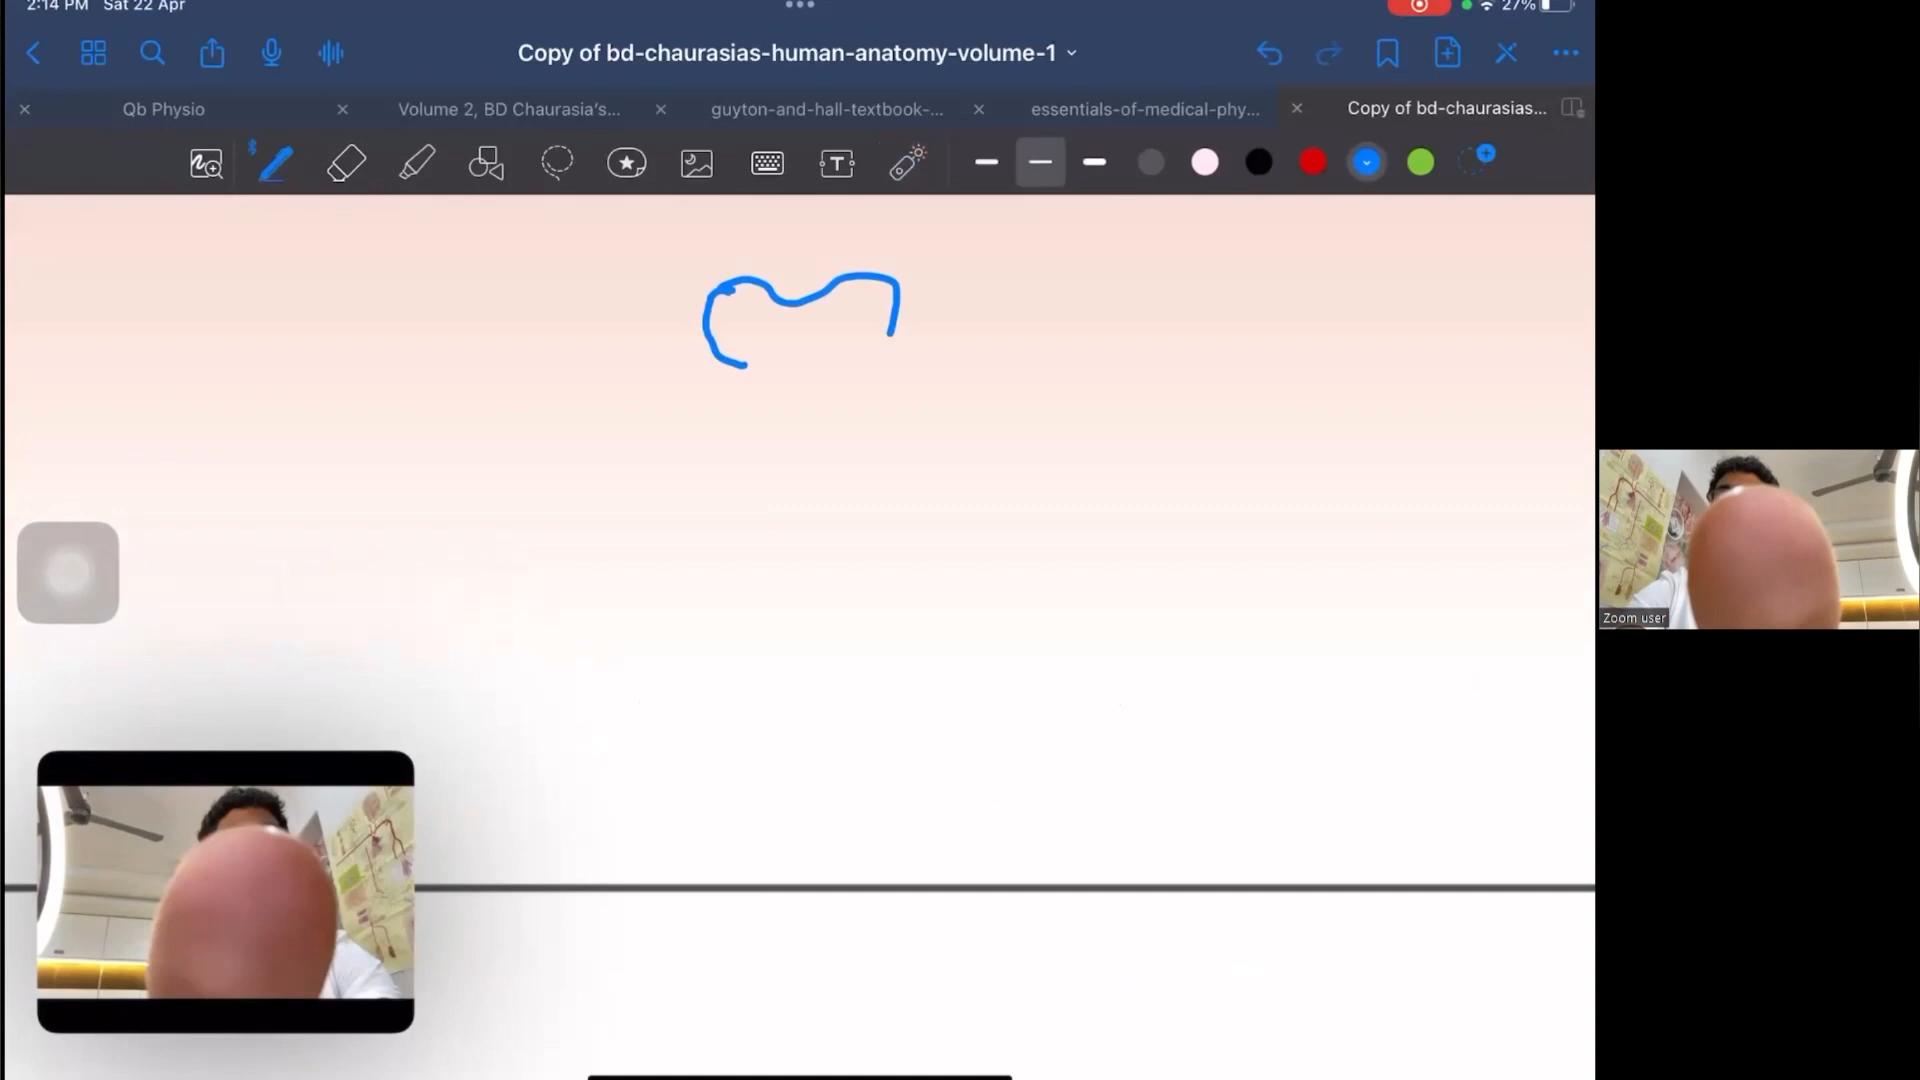 2:14 PM Sat 22 Apr
27%
Copy of bd-chaurasias-human-anatomy-volume-1
Qb Physio
Volume 2, BD Chaurasia’s...
guyton-and-hall-textbook-...
essentials-of-medical-phy...
Copy of bd-chaurasias...
T
Zoom user